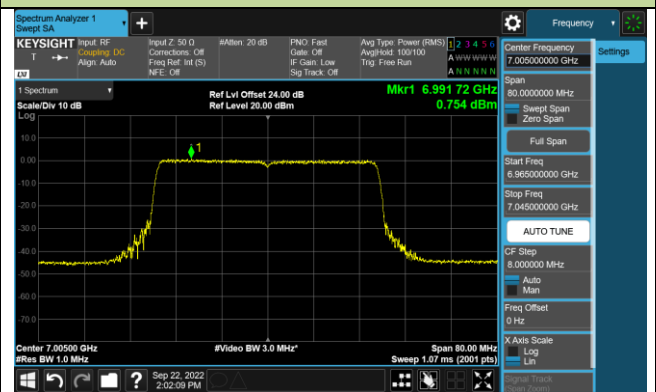 Spectrum Analyzer 1
Swept SA
Frequency
KEYSIGHT
Input: RF
Coupling: DC
Align: Auto
Input Z: 50 Ω
Corrections: Off
Freq Ref: Int (S)
NFE: Off
#Atten: 20 dB
PNO: Fast
Gate: Off
IF Gain: Low
Sig Track: Off
Avg Type: Power (RMS)
Avg|Hold: 100/100
Trig: Free Run
1 2 3 4 5 6
A W W W W W
A N N N N N
T
LXI
1 Spectrum
Scale/Div 10 dB
Log
Ref Lvl Offset 24.00 dB
Ref Level 20.00 dBm
Mkr1 6.991 72 GHz
0.754 dBm
1
10.0
0.00
-10.0
-20.0
-30.0
-40.0
-50.0
-60.0
-70.0
Center 7.00500 GHz
#Res BW 1.0 MHz
#Video BW 3.0 MHz*
Span 80.00 MHz
Sweep 1.07 ms (2001 pts)
Sep 22, 2022
2:02:09 PM
Center Frequency
7.005000000 GHz
Settings
Span
80.0000000 MHz
Swept Span
Zero Span
Full Span
Start Freq
6.965000000 GHz
Stop Freq
7.045000000 GHz
AUTO TUNE
CF Step
8.000000 MHz
Auto
Man
Freq Offset
0 Hz
X Axis Scale
Log
Lin
Signal Track
(Span Zoom)